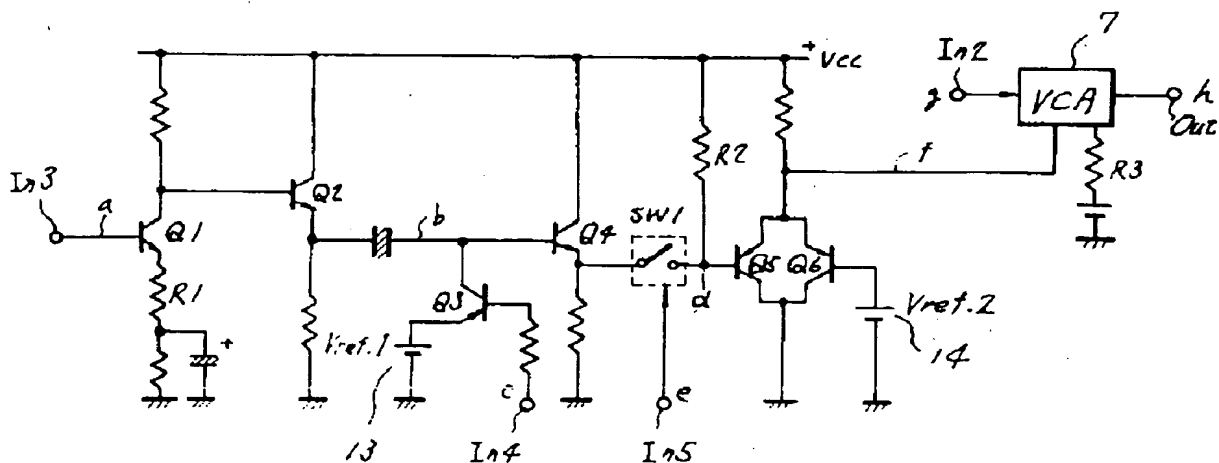 + Vcc
7
In2
g
VCA
h
Out
R3
R2
f
In3
a
Q1
Q2
b
Q4
SW1
Q5
Q6
d
R1
+
Q3
Vref.1
Vref.2
14
c
e
13
In4
In5